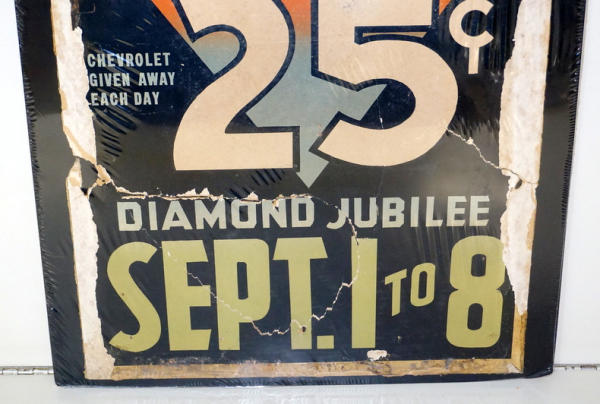 25¢
CHEVROLET
GIVEN AWAY
EACH DAY
DIAMOND JUBILEE
SEPT. 1 TO 8